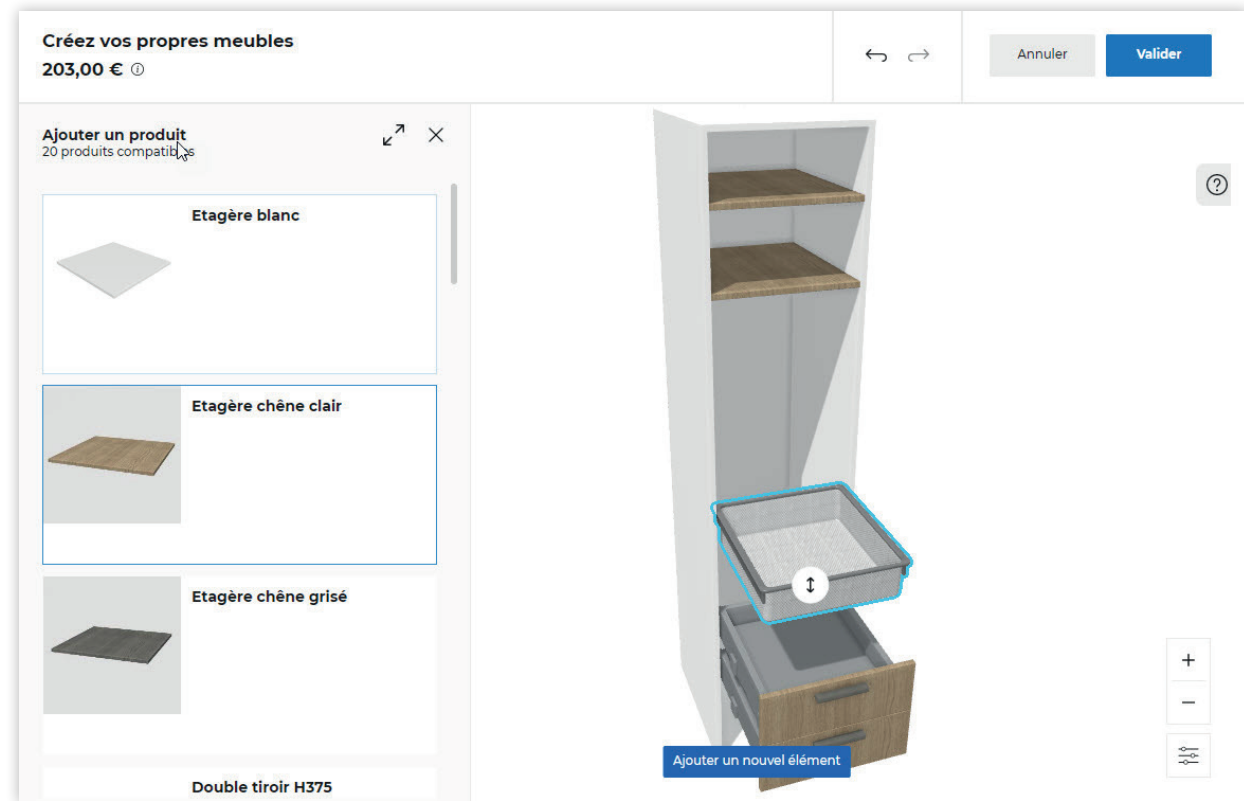 Créez vos propres meubles
203,00 €
Annuler
Valider
Ajouter un produit
20 produits compatibles
Etagère blanc
Etagère chêne clair
Etagère chêne grisé
Double tiroir H375
Ajouter un nouvel élément